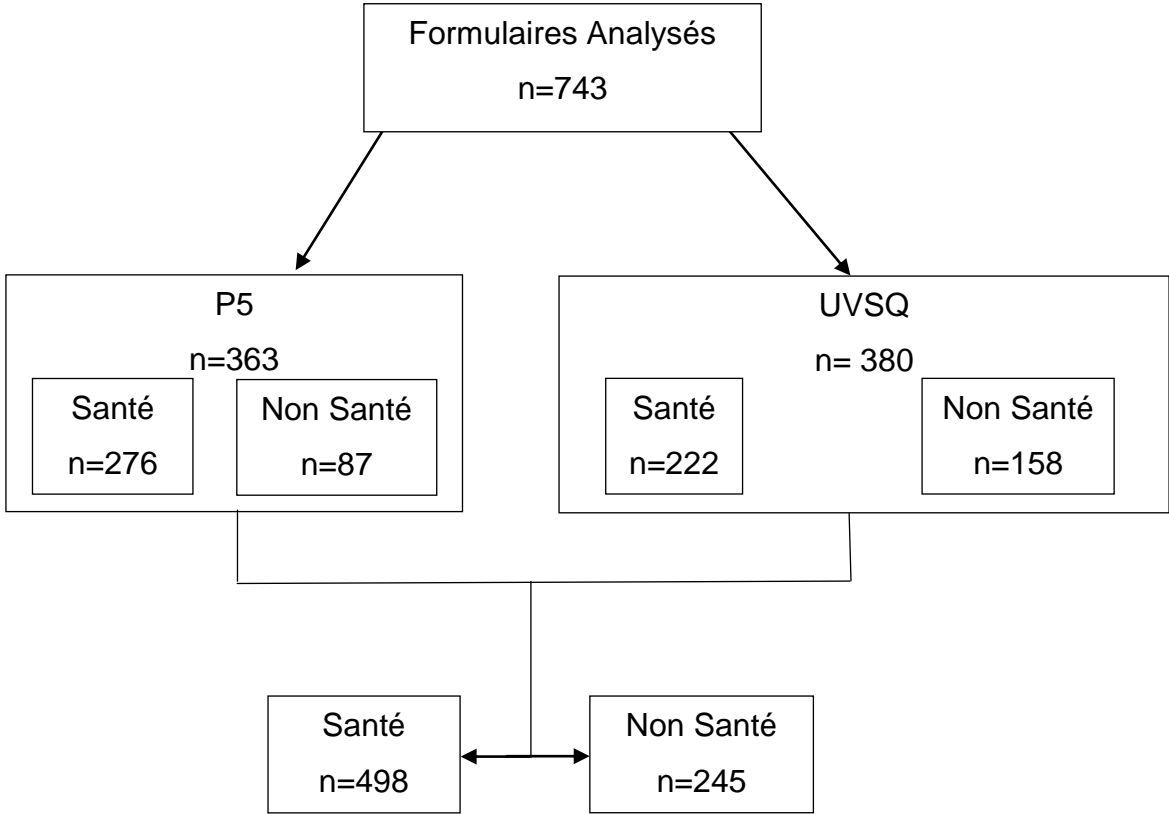 Formulaires Analysés
n=743
P5
n=363
Santé
n=276
Non Santé
n=87
UVSQ
n= 380
Santé
n=222
Non Santé
n=158
Santé
n=498
Non Santé
n=245